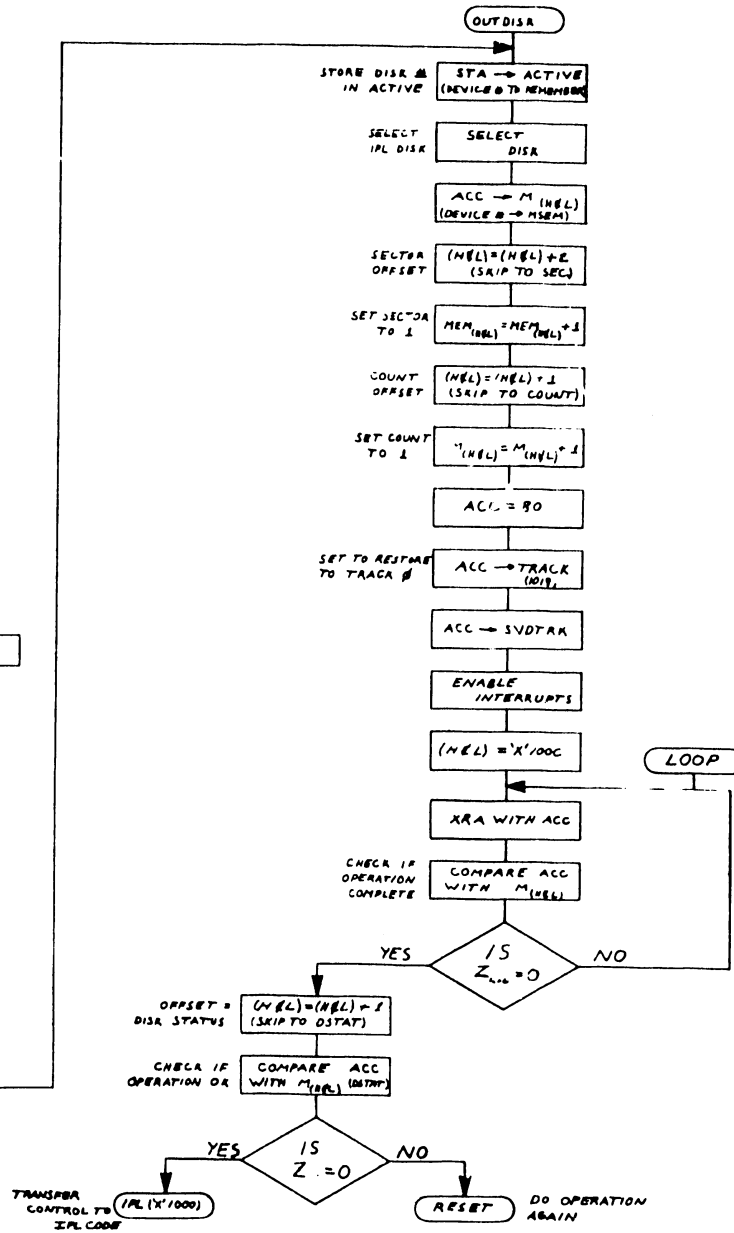 OUTDISK
STORE DISK #
IN ACTIVE
STA → ACTIVE
(DEVICE # TO REMEMBER
SELECT
IPL DISK
SELECT
DISK
ACC → M(H&L)
(DEVICE # → MSEM)
SECTOR
OFFSET
(H&L)=(H&L)+2
(SKIP TO SEC)
SET SECTOR
TO 1
MEM(H&L)=MEM(H&L)+1
COUNT
OFFSET
(H&L)=(H&L)+1
(SKIP TO COUNT)
SET COUNT
TO 1
M(H&L)=M(H&L)+1
ACC = 80
SET TO RESTORE
TO TRACK Ø
ACC → TRACK
ACC → SVDTRK
ENABLE
INTERRUPTS
(H&L)='X'100C
LOOP
XRA WITH ACC
CHECK IF
OPERATION
COMPLETE
COMPARE ACC
WITH M(H&L)
YES
IS
NO
Z =0
OFFSET =
DISK STATUS
(H&L)=(H&L)+1
(SKIP TO DSTAT)
CHECK IF
OPERATION OK
COMPARE ACC
WITH M(H&L) (DSTAT)
YES
IS
NO
Z =0
TRANSFER
CONTROL TO
IPL CODE
IPL ('X'1000)
RESET
DO OPERATION
AGAIN